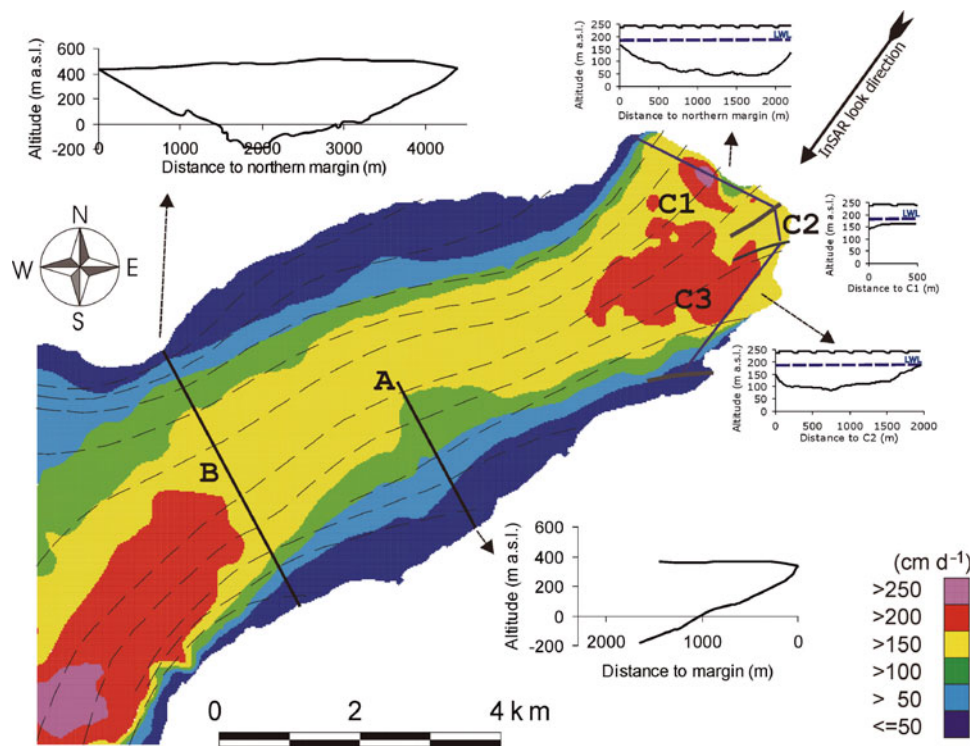 600
400
200
0
-200
Altitude (m a.s.l.)
0 1000 2000 3000 4000
Distance to northern margin (m)
250
200
150
100
50
0
Altitude (m a.s.l.)
LWL
0 500 1000 1500 2000
Distance to northern margin (m)
InSAR look direction
N
W E
S
C1
C2
C3
A
B
250
200
150
100
50
0
Altitude (m a.s.l.)
LWL
0 500
Distance to C1 (m)
250
200
150
100
50
0
Altitude (m a.s.l.)
LWL
0 500 1000 1500 2000
Distance to C2 (m)
600
400
200
0
-200
Altitude (m a.s.l.)
2000 1000 0
Distance to margin (m)
(cm d⁻¹)
>250
>200
>150
>100
> 50
<=50
0 2 4 km